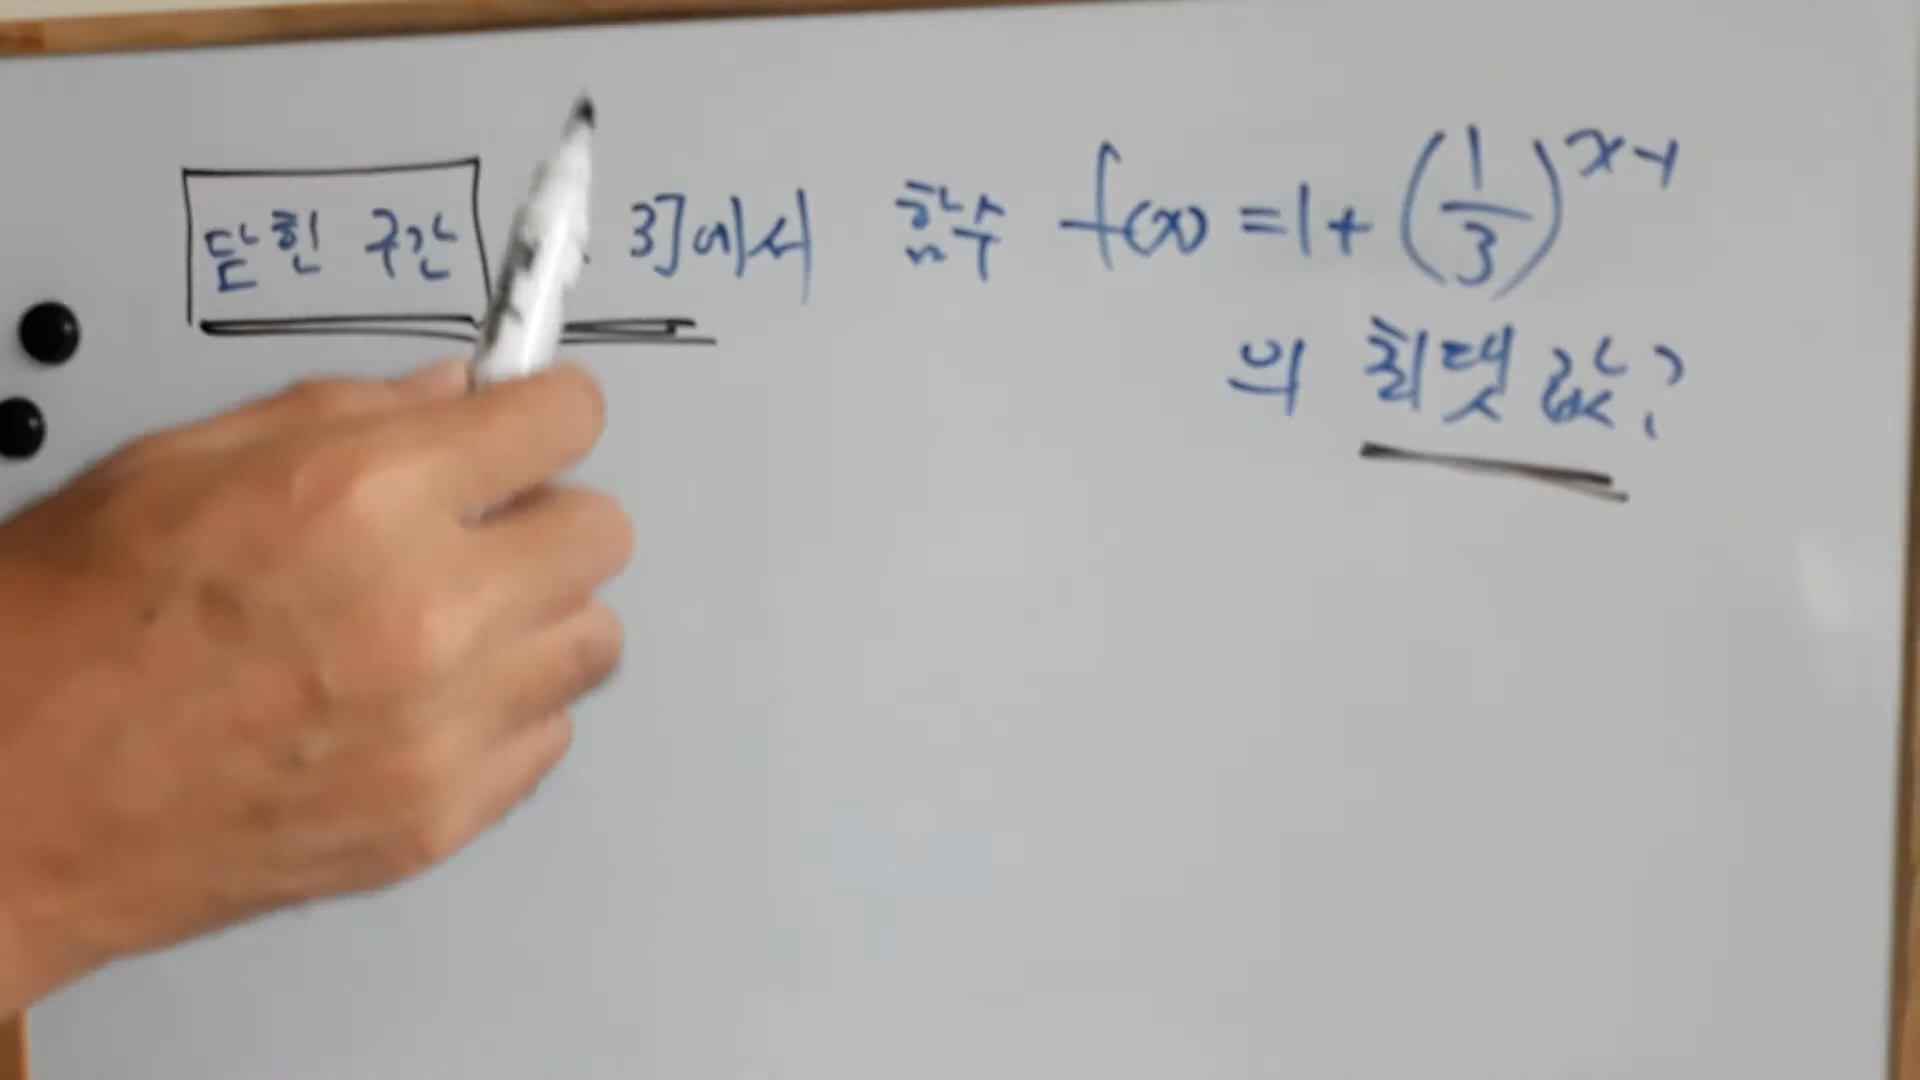 닫힌 구간 3]에서 함수 f(x) = 1 + (1/3)^x-1
의 최댓값?